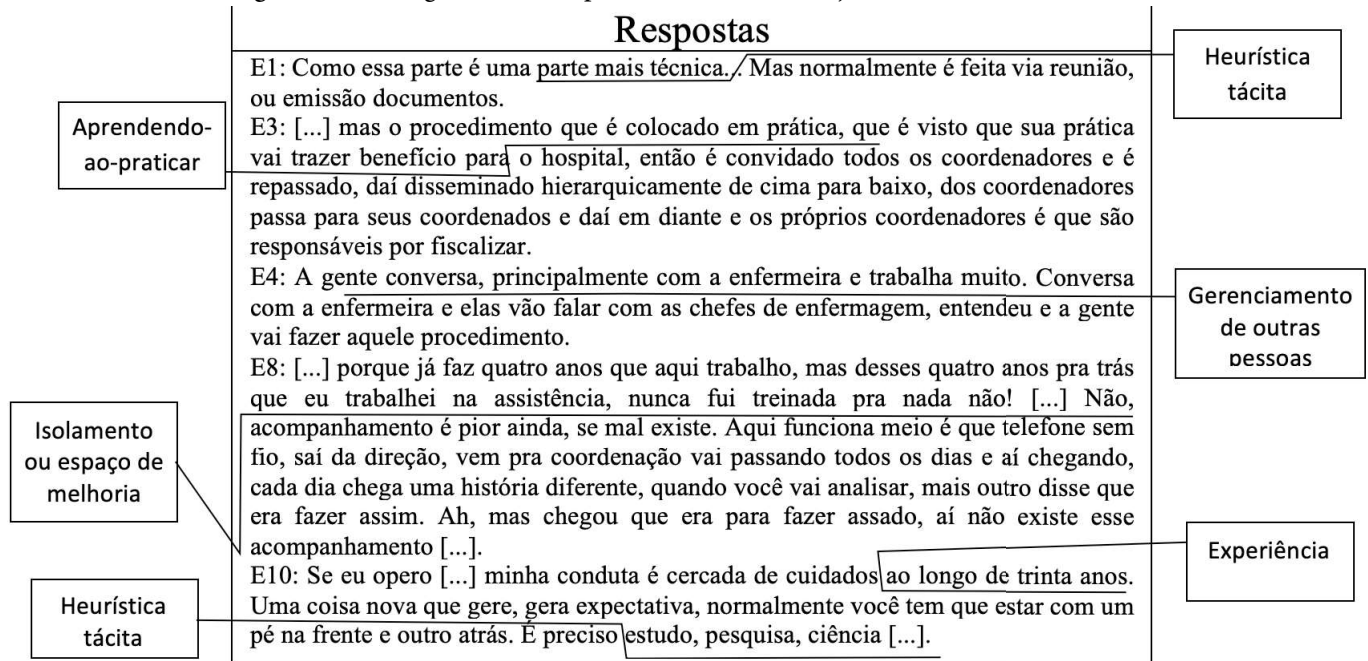 Respostas
E1: Como essa parte é uma parte mais técnica... Mas normalmente é feita via reunião,
ou emissão documentos.
E3: [...] mas o procedimento que é colocado em prática, que é visto que sua prática
vai trazer benefício para o hospital, então é convidado todos os coordenadores e é
repassado, daí disseminado hierarquicamente de cima para baixo, dos coordenadores
passa para seus coordenados e daí em diante e os próprios coordenadores é que são
responsáveis por fiscalizar.
E4: A gente conversa, principalmente com a enfermeira e trabalha muito. Conversa
com a enfermeira e elas vão falar com as chefes de enfermagem, entendeu e a gente
vai fazer aquele procedimento.
E8: [...] porque já faz quatro anos que aqui trabalho, mas desses quatro anos pra trás
que eu trabalhei na assistência, nunca fui treinada pra nada não! [...] Não,
acompanhamento é pior ainda, se mal existe. Aqui funciona meio é que telefone sem
fio, saí da direção, vem pra coordenação vai passando todos os dias e aí chegando,
cada dia chega uma história diferente, quando você vai analisar, mais outro disse que
era fazer assim. Ah, mas chegou que era para fazer assado, aí não existe esse
acompanhamento [...].
E10: Se eu opero [...] minha conduta é cercada de cuidados ao longo de trinta anos.
Uma coisa nova que gere, gera expectativa, normalmente você tem que estar com um
pé na frente e outro atrás. É preciso estudo, pesquisa, ciência [...].
Heurística
tácita
Aprendendo-
ao-praticar
Gerenciamento
de outras
pessoas
Isolamento
ou espaço de
melhoria
Experiência
Heurística
tácita